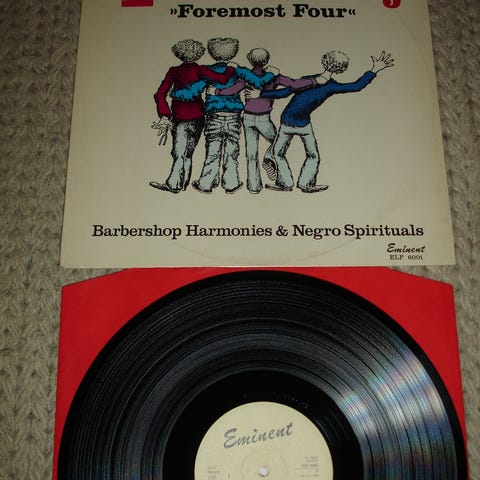 »Foremost Four«
Barbershop Harmonies & Negro Spirituals
Eminent
ELP 6001
Eminent